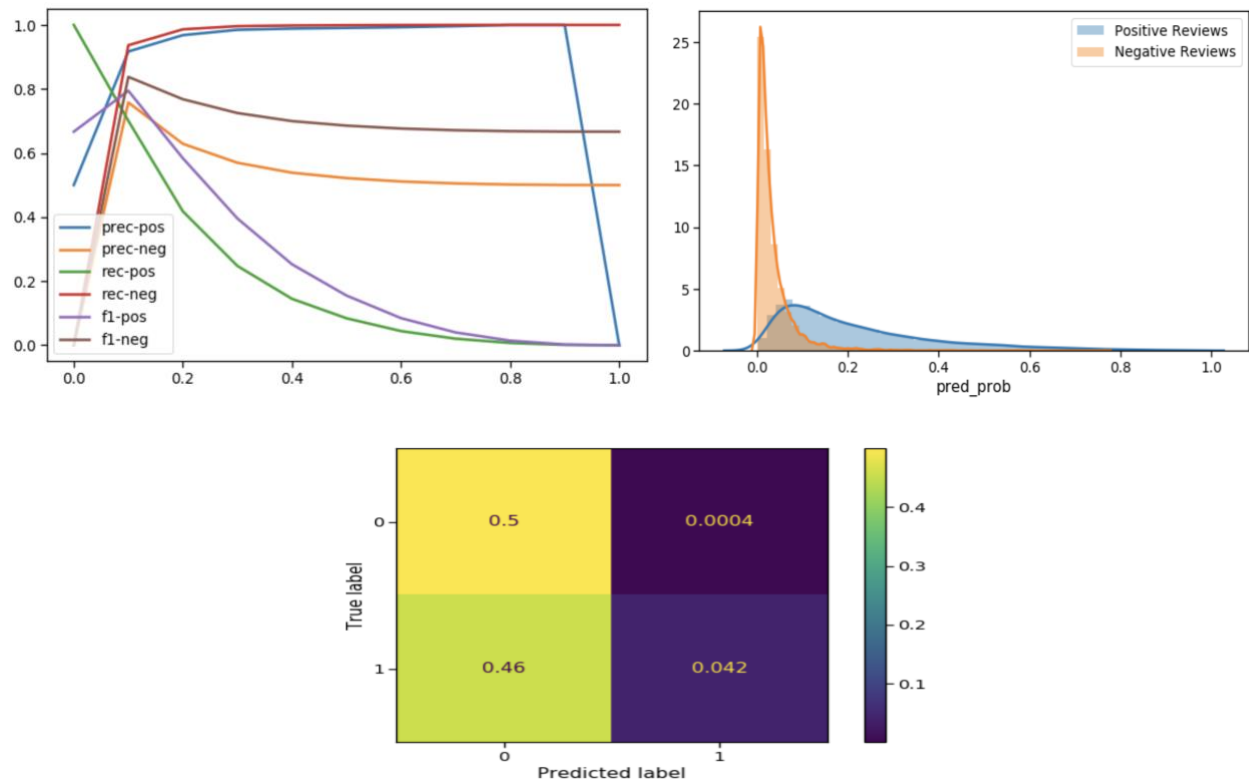 1.0
0.8
0.6
0.4
0.2
0.0
prec-pos
prec-neg
rec-pos
rec-neg
f1-pos
f1-neg
0.0 0.2 0.4 0.6 0.8 1.0
25
20
15
10
5
0
Positive Reviews
Negative Reviews
0.0 0.2 0.4 0.6 0.8 1.0
pred_prob
True label
0
1
0.5 0.0004
0.46 0.042
0 1
Predicted label
0.4
0.3
0.2
0.1